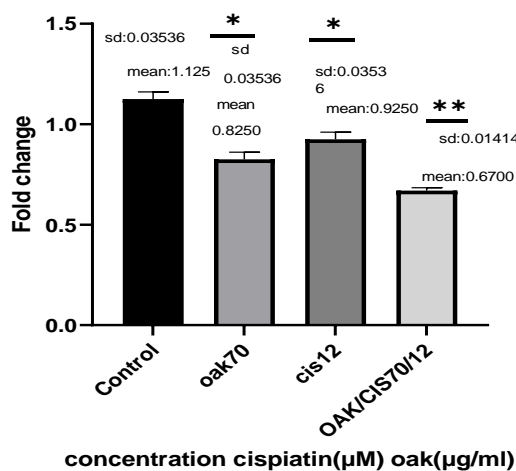 1.5
1.0
0.5
0.0
Fold change
sd:0.03536
mean:1.125
*
sd
0.03536
mean
0.8250
*
sd:0.0353
6
mean:0.9250
**
sd:0.01414
mean:0.6700
Control
oak70
cis12
OAK/CIS70/12
concentration cispiatin(μM) oak(μg/ml)